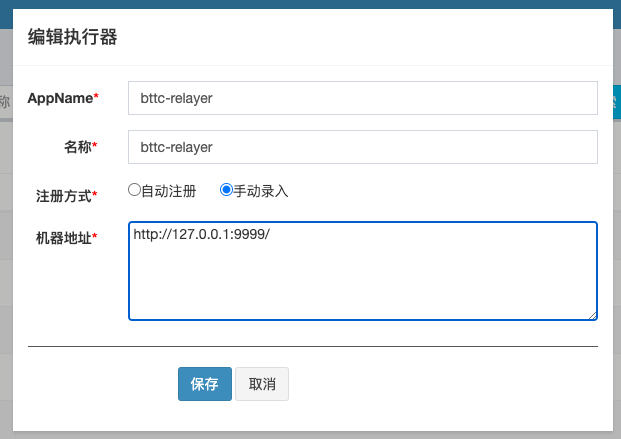 编辑执行器
AppName* bttc-relayer
名称* bttc-relayer
注册方式* 自动注册 手动录入
机器地址* http://127.0.0.1:9999/
保存 取消
称